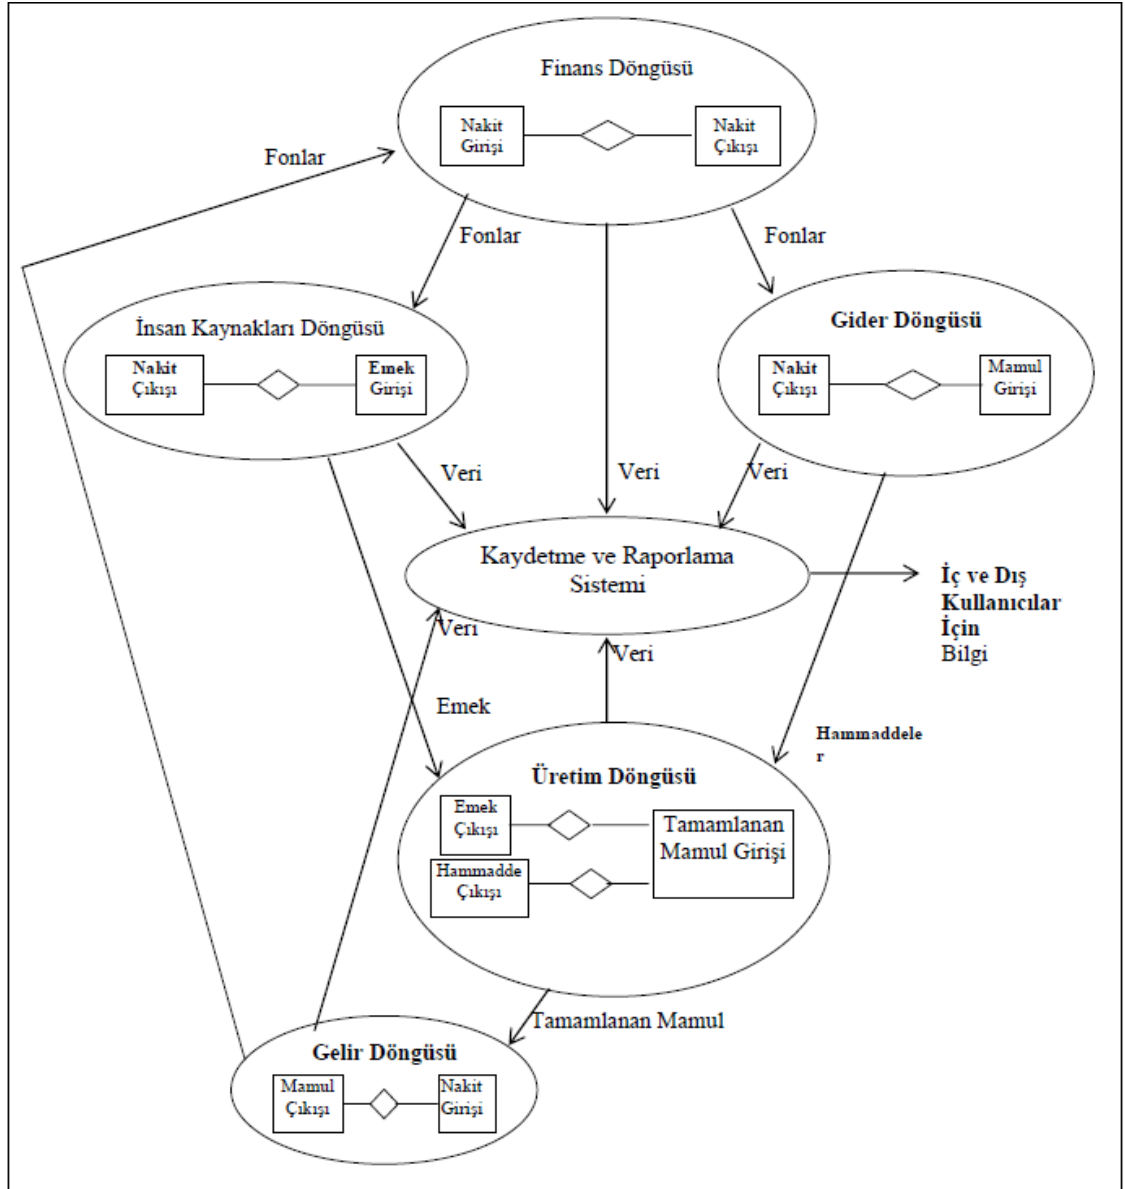 Finans Döngüsü
Nakit
Girişi
Nakit
Çıkışı
Fonlar
Fonlar
Fonlar
İnsan Kaynakları Döngüsü
Nakit
Çıkışı
Emek
Girişi
Gider Döngüsü
Nakit
Çıkışı
Mamul
Girişi
Veri
Veri
Veri
Kaydetme ve Raporlama
Sistemi
İç ve Dış
Kullanıcılar
İçin
Bilgi
Veri
Veri
Emek
Hammaddele
r
Üretim Döngüsü
Emek
Çıkışı
Tamamlanan
Mamul Girişi
Hammadde
Çıkışı
Tamamlanan Mamul
Gelir Döngüsü
Mamul
Çıkışı
Nakit
Girişi